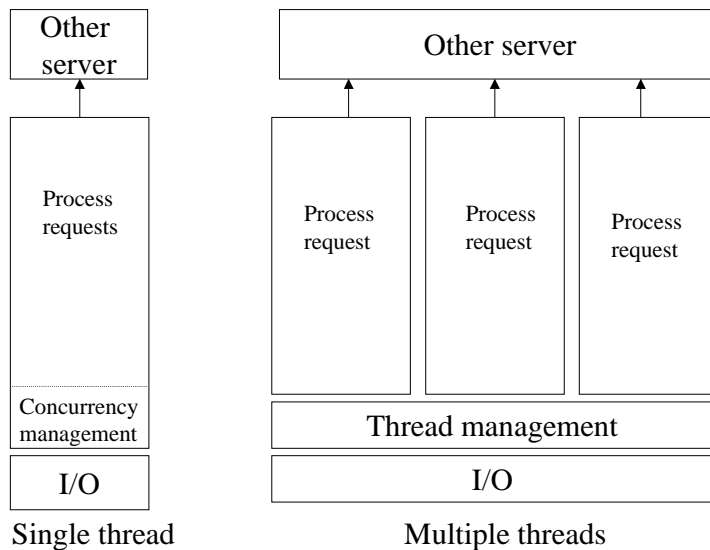 Other
server
Process
requests
Concurrency
management
I/O
Single thread
Other server
Process
request
Process
request
Process
request
Thread management
I/O
Multiple threads